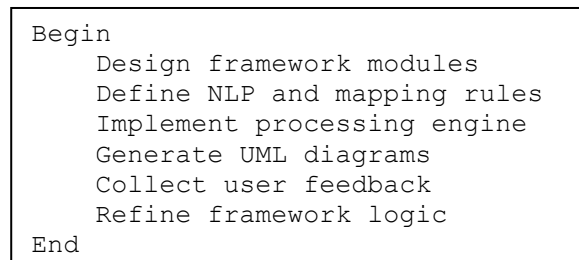 Begin
    Design framework modules
    Define NLP and mapping rules
    Implement processing engine
    Generate UML diagrams
    Collect user feedback
    Refine framework logic
End